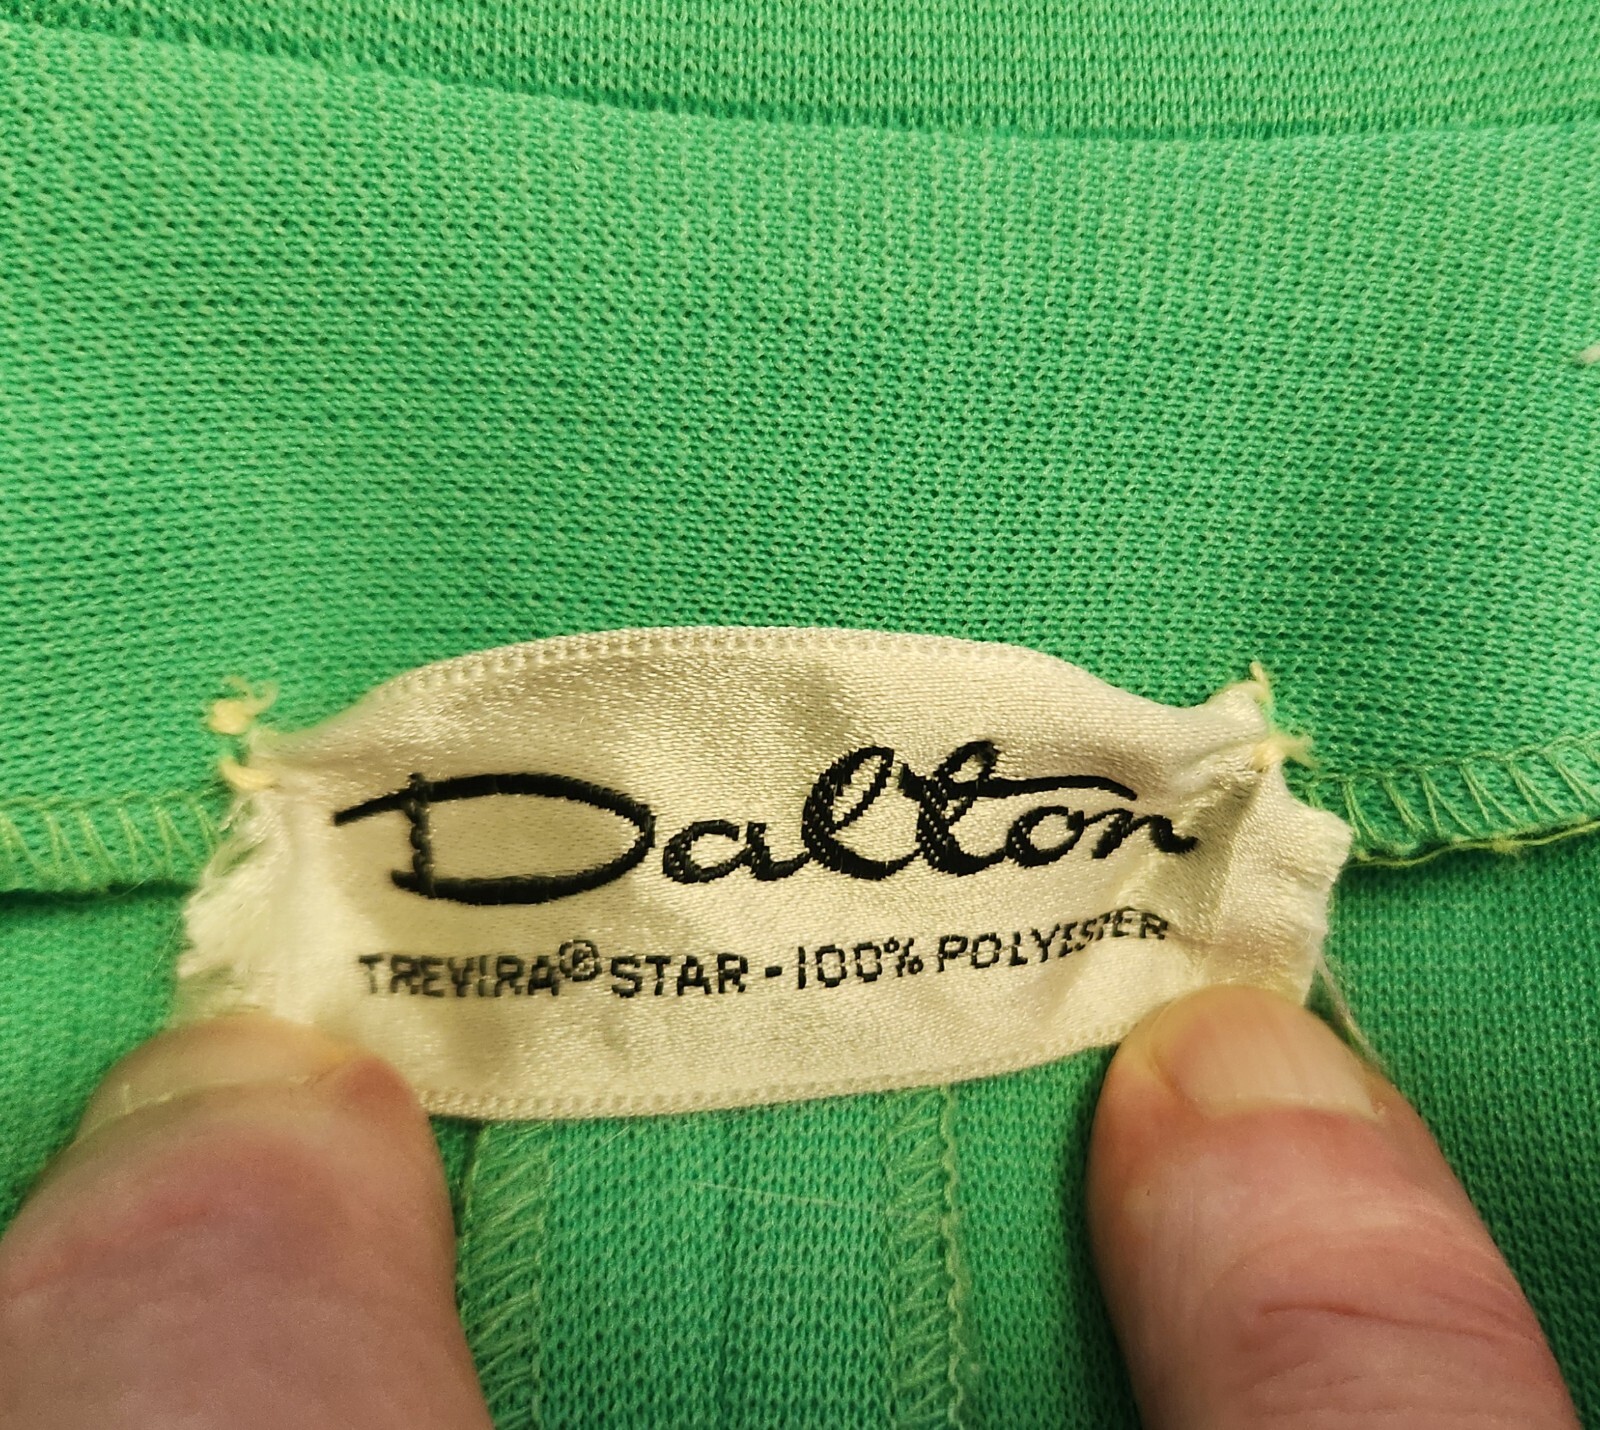 Dalton
TREVIRA® STAR - 100% POLYESTER